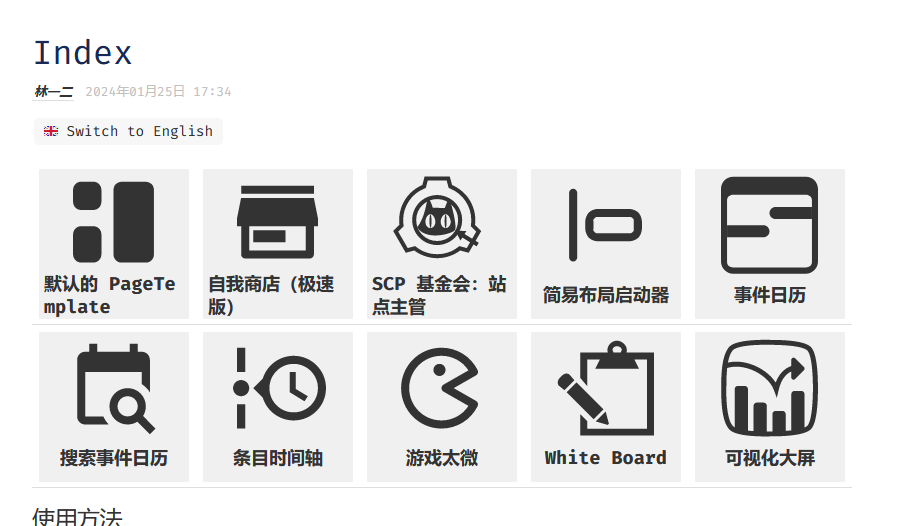 Index
林一二 2024年01月25日 17:34
Switch to English
默认的 PageTe
mplate
自我商店（极速
版）
SCP 基金会：站
点主管
简易布局启动器
事件日历
搜索事件日历
条目时间轴
游戏太微
White Board
可视化大屏
使用方法